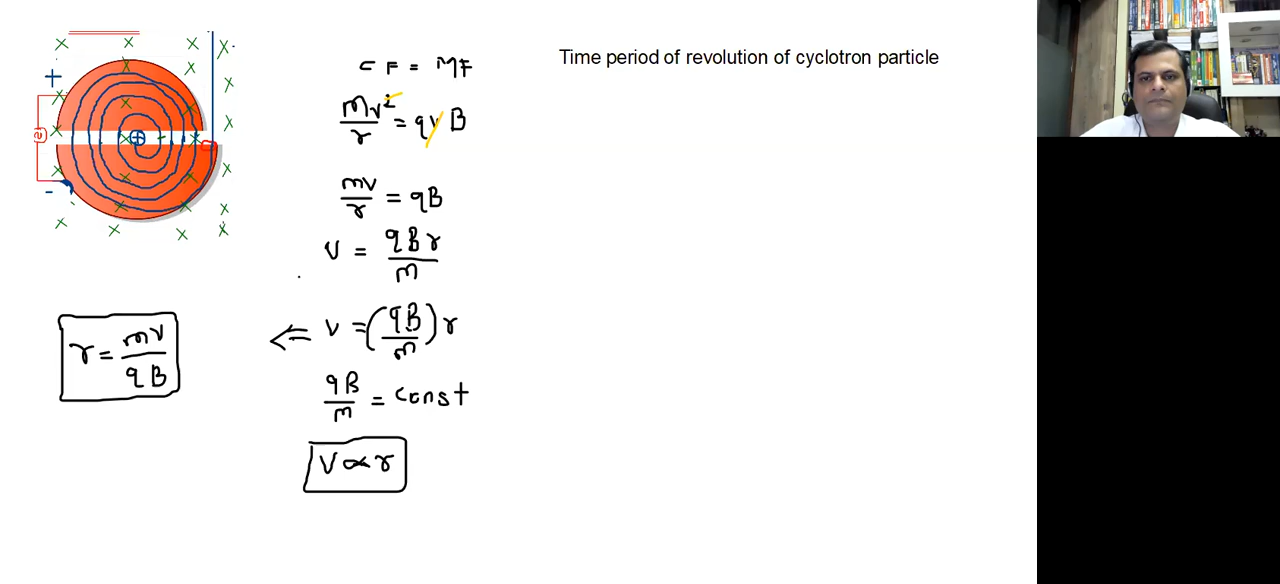 Time period of revolution of cyclotron particle
CF = MF
mv²/r = qvB
mv/r = qB
v = qBr/m
⇐ v = (qB/m)r
qB/m = const
v ∝ r
r = mv/qB
+
-